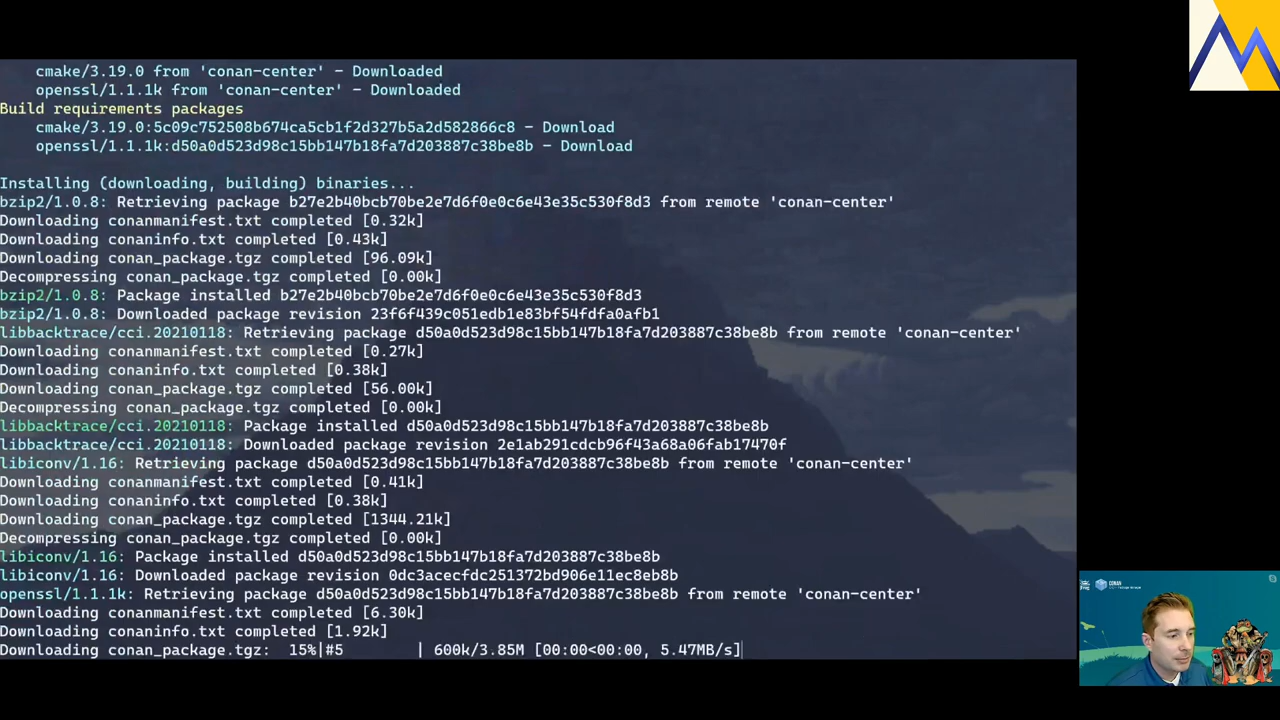 cmake/3.19.0 from 'conan-center' - Downloaded
openssl/1.1.1k from 'conan-center' - Downloaded
Build requirements packages
cmake/3.19.0:5c09c752508b674ca5cb1f2d327b5a2d582866c8 - Download
openssl/1.1.1k:d50a0d523d98c15bb147b18fa7d203887c38be8b - Download
Installing (downloading, building) binaries...
bzip2/1.0.8: Retrieving package b27e2b40bcb70be2e7d6f0e0c6e43e35c530f8d3 from remote 'conan-center'
Downloading conanmanifest.txt completed [0.32k]
Downloading conaninfo.txt completed [0.43k]
Downloading conan_package.tgz completed [96.09k]
Decompressing conan_package.tgz completed [0.00k]
bzip2/1.0.8: Package installed b27e2b40bcb70be2e7d6f0e0c6e43e35c530f8d3
bzip2/1.0.8: Downloaded package revision 23f6f439c051edb1e83bf54fdfa0afb1
libbacktrace/cci.20210118: Retrieving package d50a0d523d98c15bb147b18fa7d203887c38be8b from remote 'conan-center'
Downloading conanmanifest.txt completed [0.27k]
Downloading conaninfo.txt completed [0.38k]
Downloading conan_package.tgz completed [56.00k]
Decompressing conan_package.tgz completed [0.00k]
libbacktrace/cci.20210118: Package installed d50a0d523d98c15bb147b18fa7d203887c38be8b
libbacktrace/cci.20210118: Downloaded package revision 2e1ab291cdcb96f43a68a06fab17470f
libiconv/1.16: Retrieving package d50a0d523d98c15bb147b18fa7d203887c38be8b from remote 'conan-center'
Downloading conanmanifest.txt completed [0.41k]
Downloading conaninfo.txt completed [0.38k]
Downloading conan_package.tgz completed [1344.21k]
Decompressing conan_package.tgz completed [0.00k]
libiconv/1.16: Package installed d50a0d523d98c15bb147b18fa7d203887c38be8b
libiconv/1.16: Downloaded package revision 0dc3acecfdc251372bd906e11ec8eb8b
openssl/1.1.1k: Retrieving package d50a0d523d98c15bb147b18fa7d203887c38be8b from remote 'conan-center'
Downloading conanmanifest.txt completed [6.30k]
Downloading conaninfo.txt completed [1.92k]
Downloading conan_package.tgz:  15%|#5        | 600k/3.85M [00:00<00:00, 5.47MB/s]
CONAN